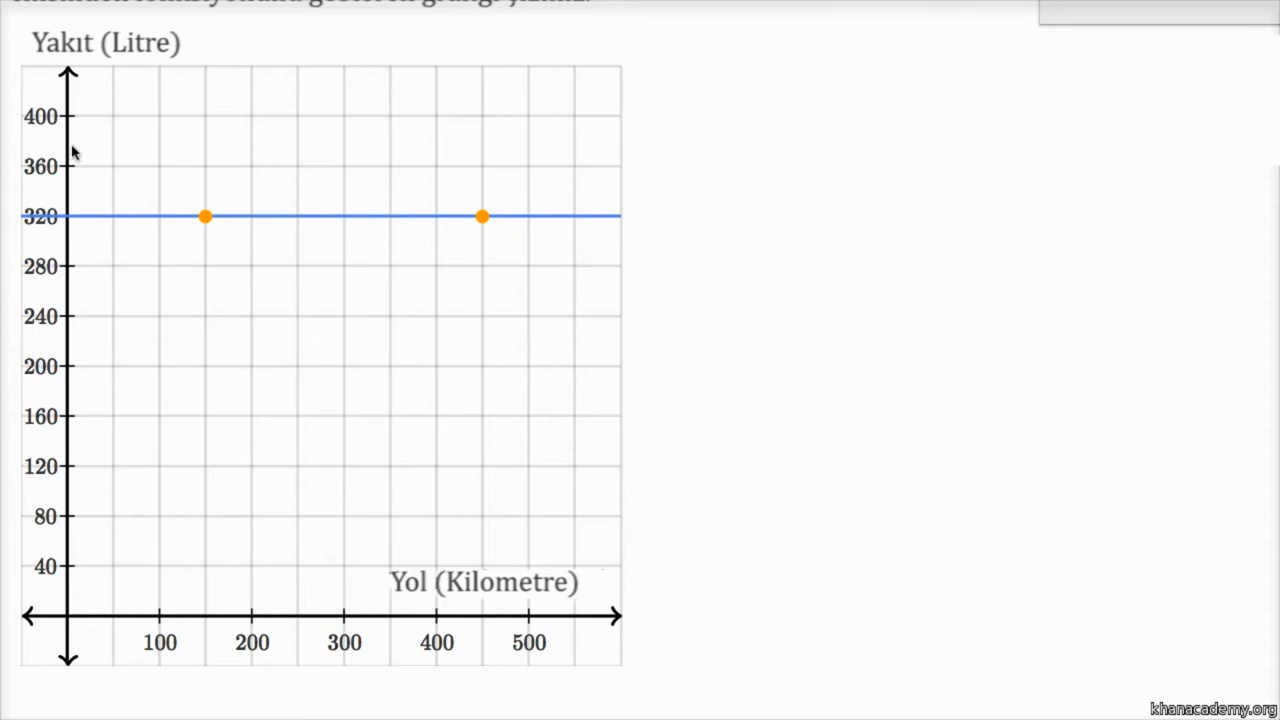 Yakıt (Litre)
400
360
320
280
240
200
160
120
80
40
Yol (Kilometre)
100 200 300 400 500
khanacademy.org